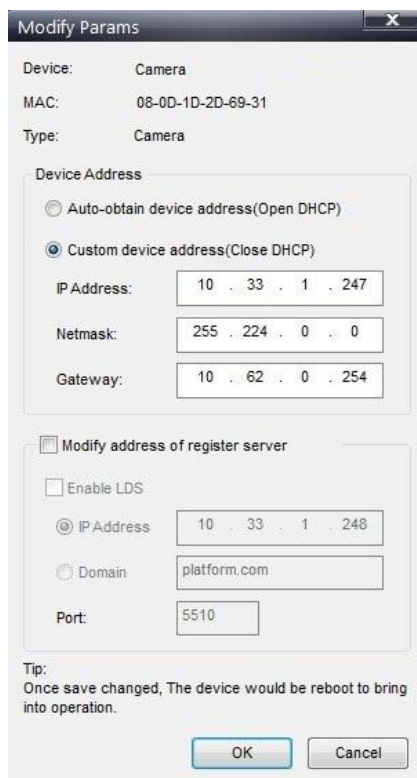 Modify Params
x
Device: Camera
MAC: 08-0D-1D-2D-69-31
Type: Camera
Device Address
Auto-obtain device address(Open DHCP)
Custom device address(Close DHCP)
IP Address: 10 . 33 . 1 . 247
Netmask: 255 . 224 . 0 . 0
Gateway: 10 . 62 . 0 . 254
Modify address of register server
Enable LDS
IP Address 10 . 33 . 1 . 248
Domain platform.com
Port: 5510
Tip:
Once save changed, The device would be reboot to bring
into operation.
OK Cancel